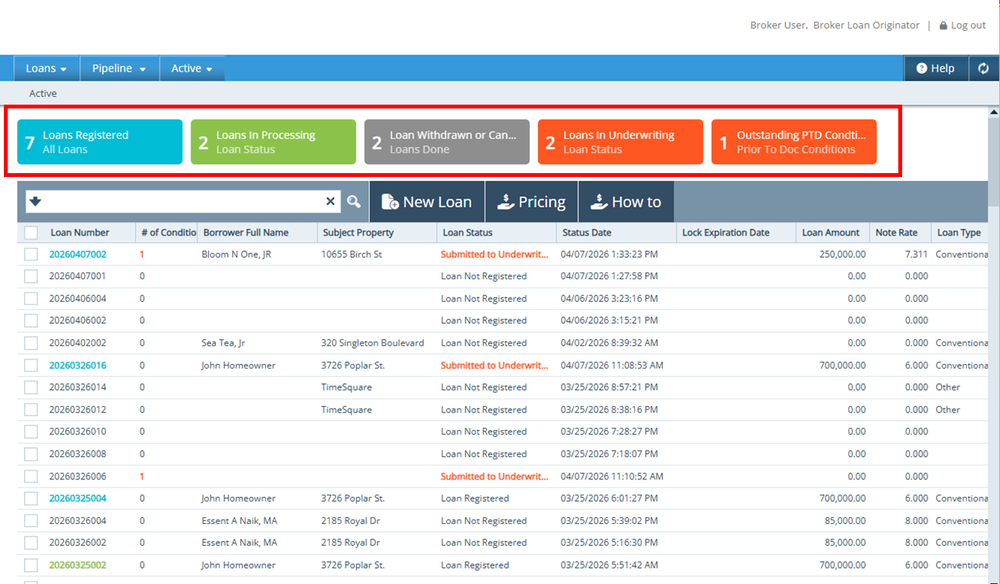 Broker User, Broker Loan Originator | Log out
Loans Pipeline Active Help
Active
7 Loans Registered All Loans
2 Loans In Processing Loan Status
2 Loan Withdrawn or Can... Loans Done
2 Loans In Underwriting Loan Status
1 Outstanding PTD Condti... Prior To Doc Conditions
New Loan Pricing How to
Loan Number # of Conditio Borrower Full Name Subject Property Loan Status Status Date Lock Expiration Date Loan Amount Note Rate Loan Type
20260407002 1 Bloom N One, JR 10655 Birch St Submitted to Underwrit... 04/07/2026 1:33:23 PM 250,000.00 7.311 Conventiona
20260407001 0 Loan Not Registered 04/07/2026 1:27:58 PM 0.00 0.000
20260406004 0 Loan Not Registered 04/06/2026 3:23:16 PM 0.00 0.000
20260406002 0 Loan Not Registered 04/06/2026 3:15:21 PM 0.00 0.000
20260402002 0 Sea Tea, Jr 320 Singleton Boulevard Loan Not Registered 04/02/2026 8:39:32 AM 0.00 0.000 Conventiona
20260326016 0 John Homeowner 3726 Poplar St. Submitted to Underwrit... 04/07/2026 11:08:53 AM 700,000.00 6.000 Conventiona
20260326014 0 TimeSquare Loan Not Registered 03/25/2026 8:57:21 PM 0.00 0.000 Other
20260326012 0 TimeSquare Loan Not Registered 03/25/2026 8:38:16 PM 0.00 0.000 Other
20260326010 0 Loan Not Registered 03/25/2026 7:28:27 PM 0.00 0.000
20260326008 0 Loan Not Registered 03/25/2026 7:18:07 PM 0.00 0.000
20260326006 1 Submitted to Underwrit... 04/07/2026 11:10:52 AM 0.00 0.000
20260325004 0 John Homeowner 3726 Poplar St. Loan Registered 03/25/2026 6:01:27 PM 700,000.00 6.000 Conventiona
20260326004 0 Essent A Naik, MA 2185 Royal Dr Loan Not Registered 03/25/2026 5:39:02 PM 85,000.00 8.000 Conventiona
20260326002 0 Essent A Naik, MA 2185 Royal Dr Loan Not Registered 03/25/2026 5:16:30 PM 85,000.00 8.000 Conventiona
20260325002 0 John Homeowner 3726 Poplar St. Loan Registered 03/25/2026 5:51:42 AM 700,000.00 6.000 Conventiona